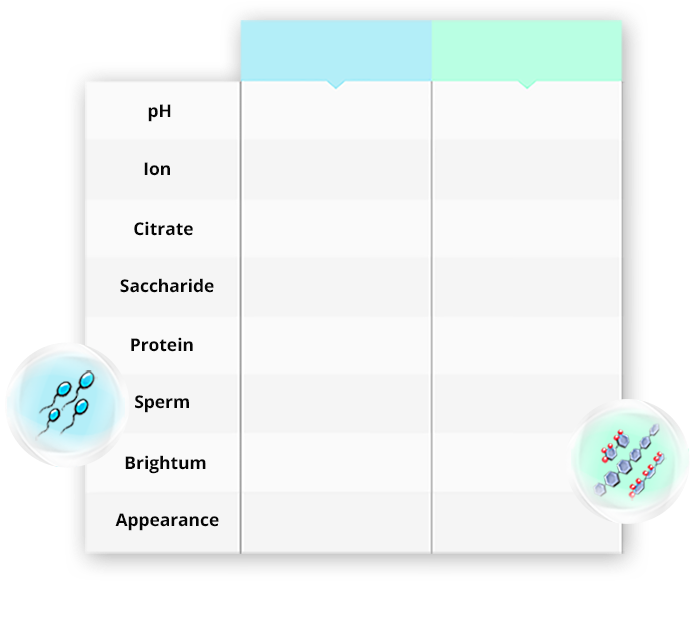 pH
Ion
Citrate
Saccharide
Protein
Sperm
Brightum
Appearance